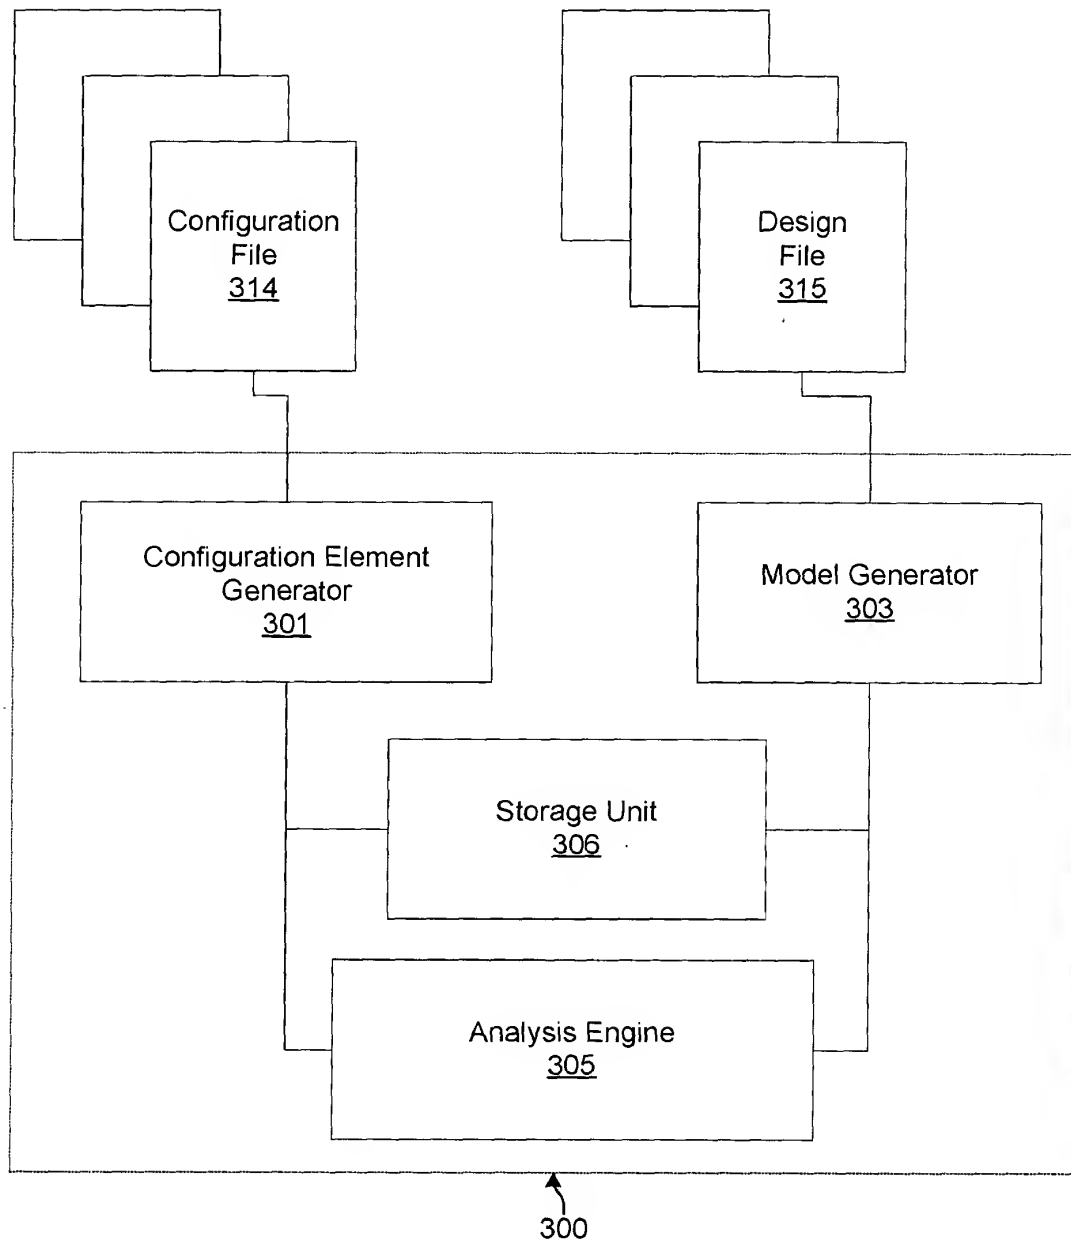 Configuration
File
314
Design
File
315
Configuration Element
Generator
301
Model Generator
303
Storage Unit
306
Analysis Engine
305
300